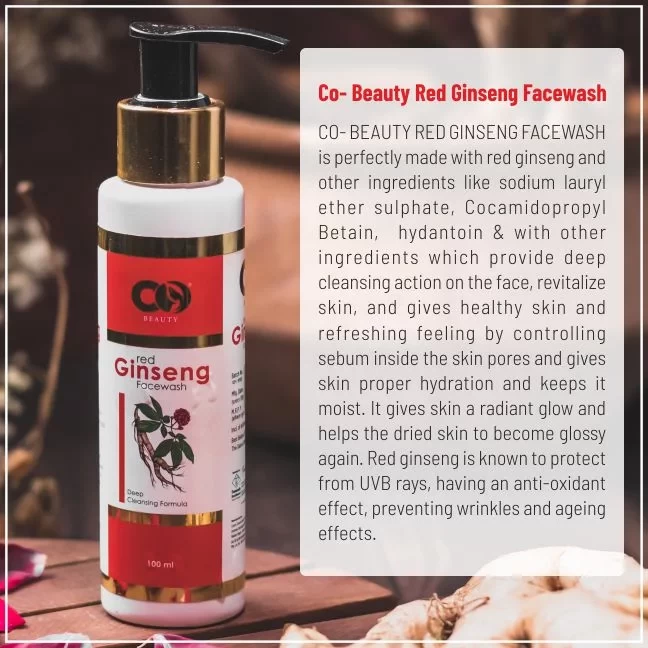 Co- Beauty Red Ginseng Facewash
CO- BEAUTY RED GINSENG FACEWASH
is perfectly made with red ginseng and
other ingredients like sodium lauryl
ether sulphate, Cocamidopropyl
Betain, hydantoin & with other
ingredients which provide deep
cleansing action on the face, revitalize
skin, and gives healthy skin and
refreshing feeling by controlling
sebum inside the skin pores and gives
skin proper hydration and keeps it
moist. It gives skin a radiant glow and
helps the dried skin to become glossy
again. Red ginseng is known to protect
from UVB rays, having an anti-oxidant
effect, preventing wrinkles and ageing
effects.
CO
BEAUTY
red
Ginseng
Facewash
Deep
Cleansing Formula
100 ml